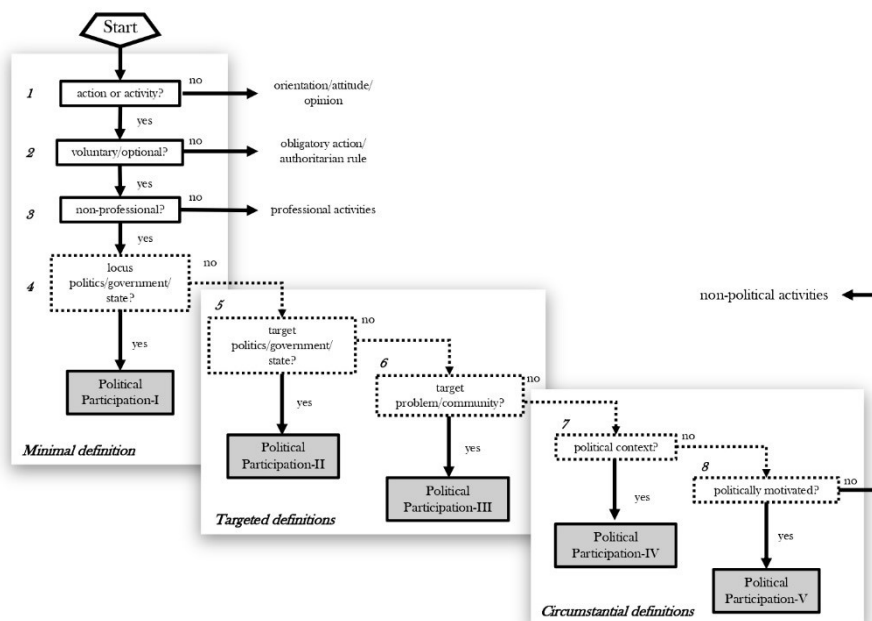 Start
1
action or activity?
no
orientation/attitude/
opinion
yes
2
voluntary/optional?
no
obligatory action/
authoritarian rule
yes
3
non-professional?
no
professional activities
yes
4
locus
politics/government/
state?
no
yes
Political
Participation-I
Minimal definition
5
target
politics/government/
state?
no
yes
Political
Participation-II
6
target
problem/community?
no
yes
Political
Participation-III
Targeted definitions
non-political activities
7
political context?
no
yes
Political
Participation-IV
8
politically motivated?
no
yes
Political
Participation-V
Circumstantial definitions